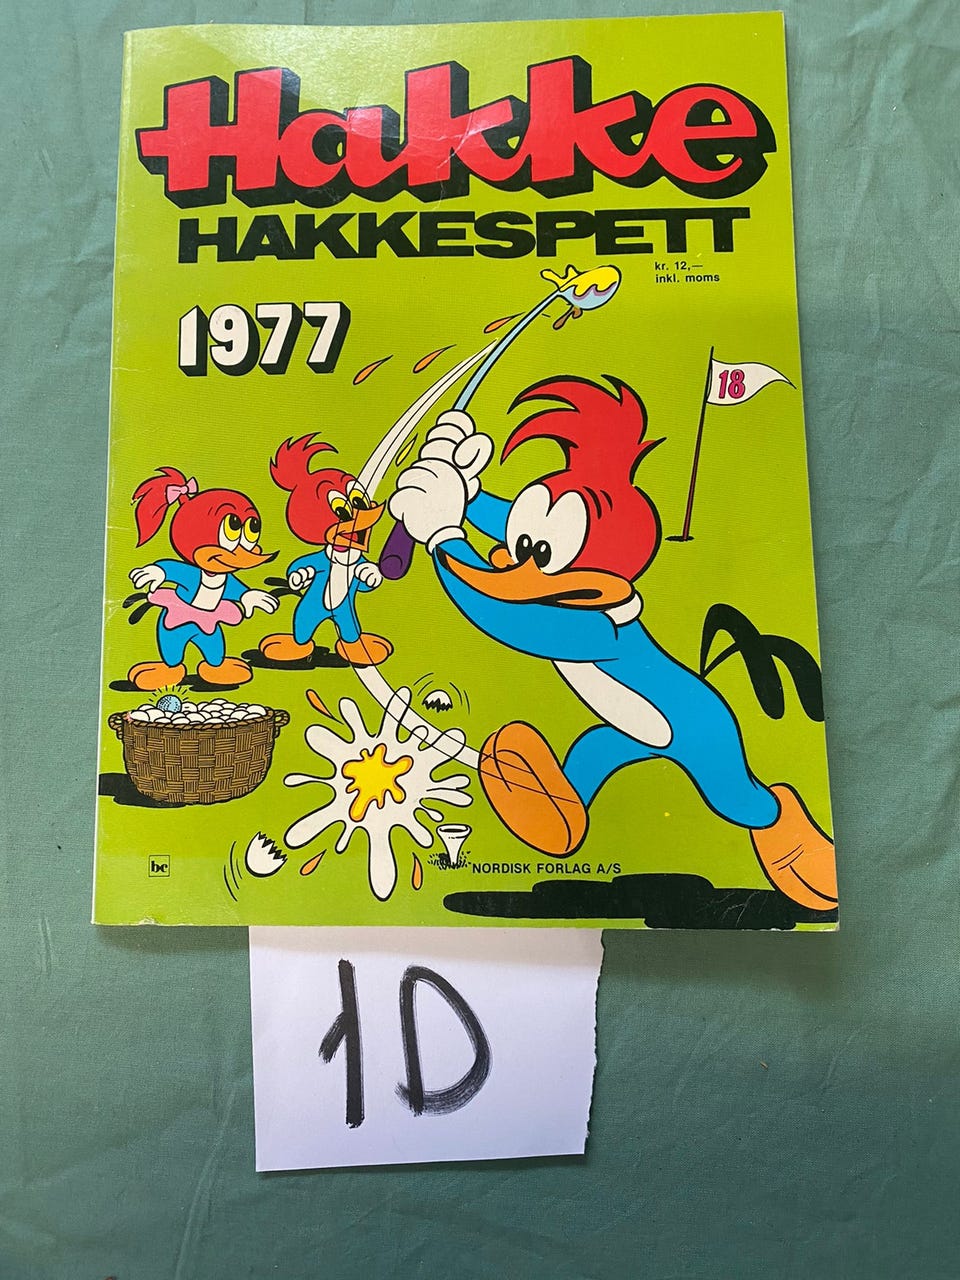 Hakke
HAKKESPETT
kr. 12,—
inkl. moms
1977
18
bc
NORDISK FORLAG A/S
1D